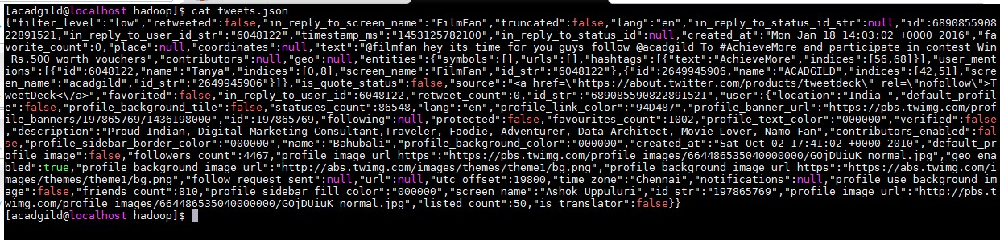 [acadgild@localhost hadoop]$ cat tweets.json
{"filter_level":"low","retweeted":false,"in_reply_to_screen_name":"FilmFan","truncated":false,"lang":"en","in_reply_to_status_id_str":null,"id":6890855908
22891521,"in_reply_to_user_id_str":"6048122","timestamp_ms":"1453125782100","in_reply_to_status_id":null,"created_at":"Mon Jan 18 14:03:02 +0000 2016","fa
vorite_count":0,"place":null,"coordinates":null,"text":"@filmfan hey its time for you guys follow @acadgild To #AchieveMore and participate in contest Win
 Rs.500 worth vouchers","contributors":null,"geo":null,"entities":{"symbols":[],"urls":[],"hashtags":[{"text":"AchieveMore","indices":[56,68]}],"user_ment
ions":[{"id":6048122,"name":"Tanya","indices":[0,8],"screen_name":"FilmFan","id_str":"6048122"},{"id":2649945906,"name":"ACADGILD","indices":[42,51],"scre
en_name":"acadgild","id_str":"2649945906"}]},"is_quote_status":false,"source":"<a href=\"https://about.twitter.com/products/tweetdeck\" rel=\"nofollow\">T
weetDeck<\/a>","favorited":false,"in_reply_to_user_id":6048122,"retweet_count":0,"id_str":"689085590822891521","user":{"location":"India ","default_profil
e":false,"profile_background_tile":false,"statuses_count":86548,"lang":"en","profile_link_color":"94D487","profile_banner_url":"https://pbs.twimg.com/prof
ile_banners/197865769/1436198000","id":197865769,"following":null,"protected":false,"favourites_count":1002,"profile_text_color":"000000","verified":false
,"description":"Proud Indian, Digital Marketing Consultant,Traveler, Foodie, Adventurer, Data Architect, Movie Lover, Namo Fan","contributors_enabled":fal
se,"profile_sidebar_border_color":"000000","name":"Bahubali","profile_background_color":"000000","created_at":"Sat Oct 02 17:41:02 +0000 2010","default_pr
ofile_image":false,"followers_count":4467,"profile_image_url_https":"https://pbs.twimg.com/profile_images/664486535040000000/GOjDUiuK_normal.jpg","geo_ena
bled":true,"profile_background_image_url":"http://abs.twimg.com/images/themes/theme1/bg.png","profile_background_image_url_https":"https://abs.twimg.com/i
mages/themes/theme1/bg.png","follow_request_sent":null,"url":null,"utc_offset":19800,"time_zone":"Chennai","notifications":null,"profile_use_background_im
age":false,"friends_count":810,"profile_sidebar_fill_color":"000000","screen_name":"Ashok_Uppuluri","id_str":"197865769","profile_image_url":"http://pbs.t
wimg.com/profile_images/664486535040000000/GOjDUiuK_normal.jpg","listed_count":50,"is_translator":false}}
[acadgild@localhost hadoop]$